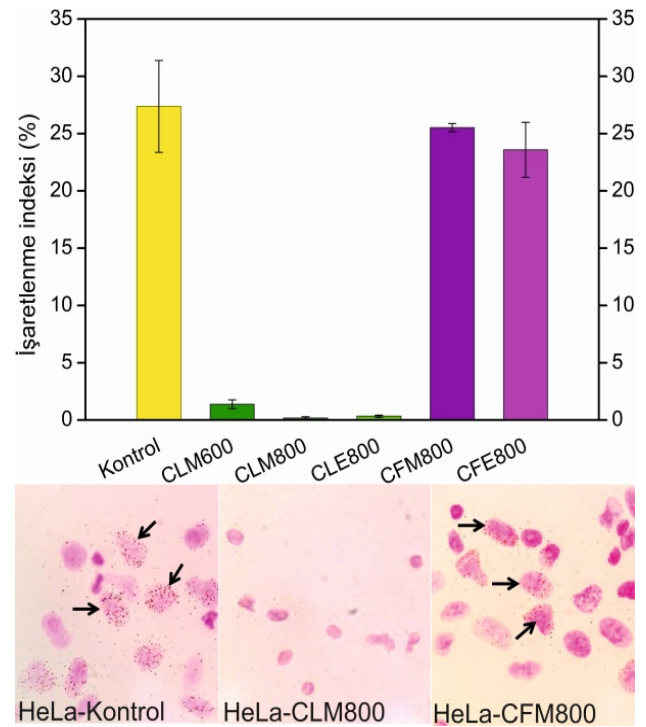 İşaretlenme indeksi (%)
35 35
30 30
25 25
20 20
15 15
10 10
5 5
0 0
Kontrol CLM600 CLM800 CLE800 CFM800 CFE800
HeLa-Kontrol HeLa-CLM800 HeLa-CFM800